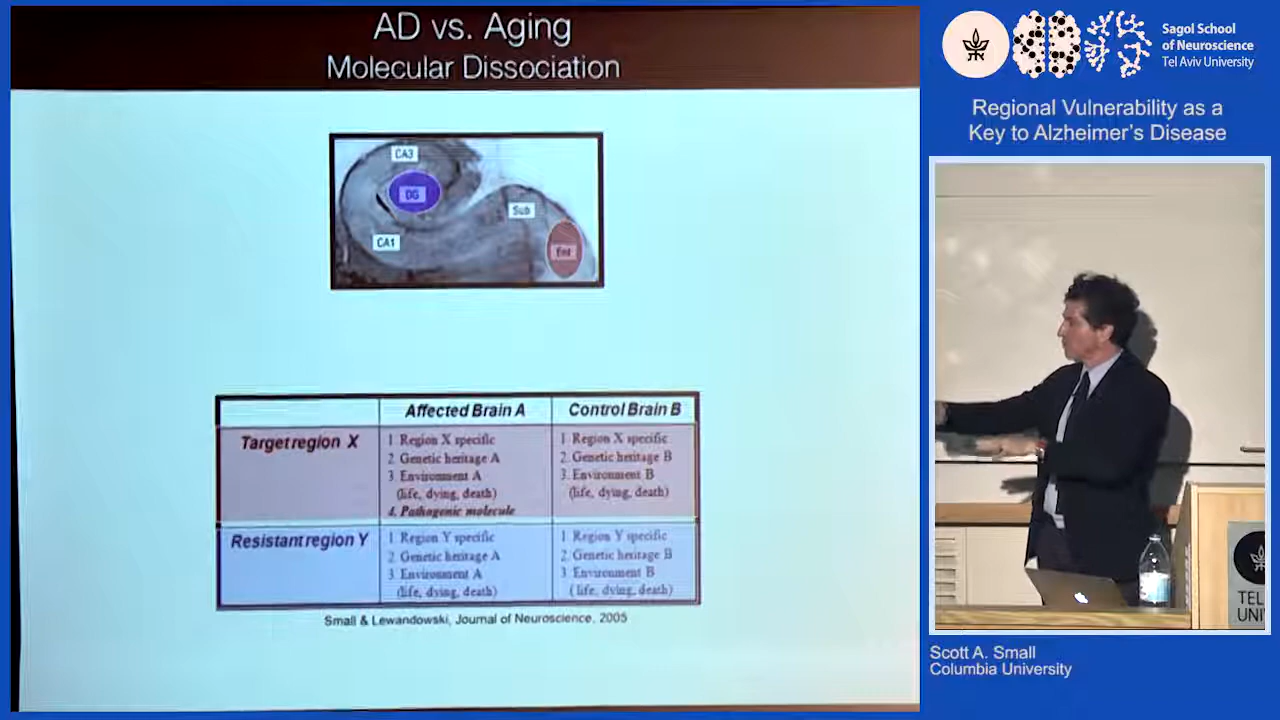 AD vs. Aging
Molecular Dissociation
CA3
DG
Sub
CA1
Ent
Affected Brain A
Control Brain B
Target region X
1 Region X specific
2. Genetic heritage A
3. Environment A
(life, dying, death)
4. Pathogenic molecule
1 Region X specific
2. Genetic heritage B
3. Environment B
(life, dying, death)
Resistant region Y
1 Region Y specific
2 Genetic heritage A
3 Environment A
(life, dying, death)
1 Region Y specific
2. Genetic heritage B
3 Environment B
( life, dying, death)
Small & Lewandowski, Journal of Neuroscience, 2005
Sagol School
of Neuroscience
Tel Aviv University
Regional Vulnerability as a
Key to Alzheimer's Disease
TEL
UNI
Scott A. Small
Columbia University